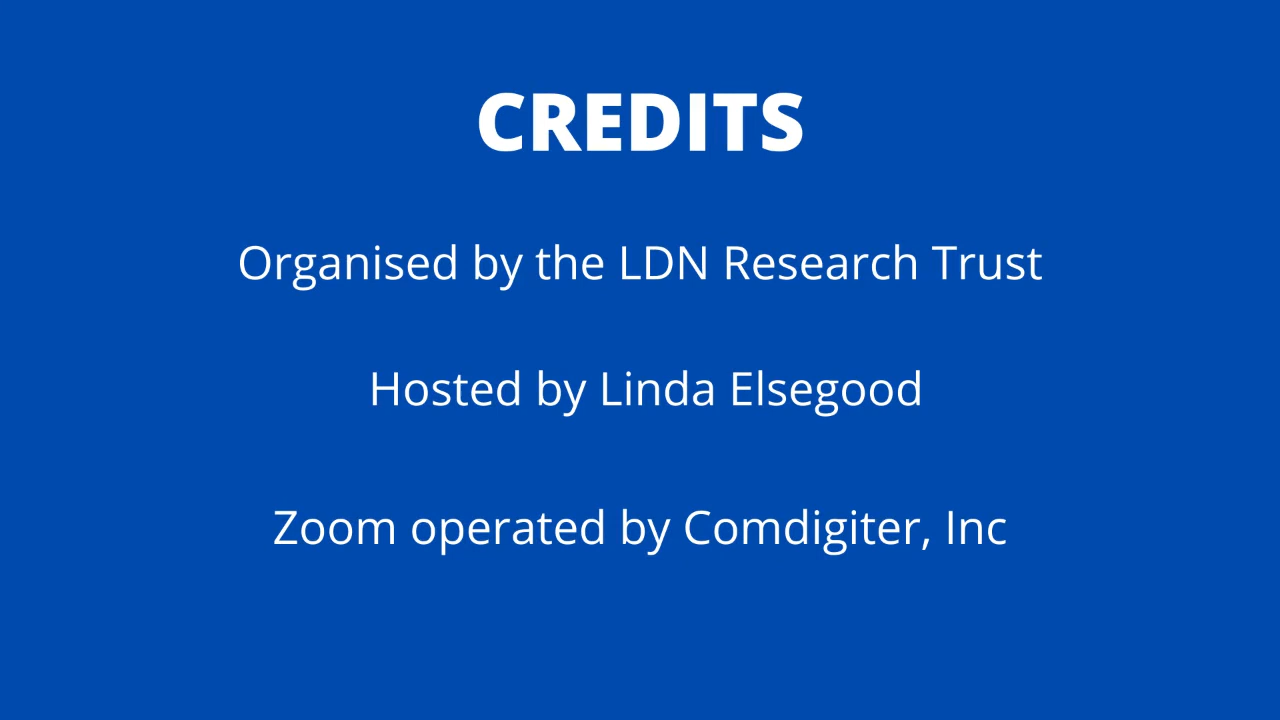 CREDITS
Organised by the LDN Research Trust
Hosted by Linda Elsegood
Zoom operated by Comdigiter, Inc